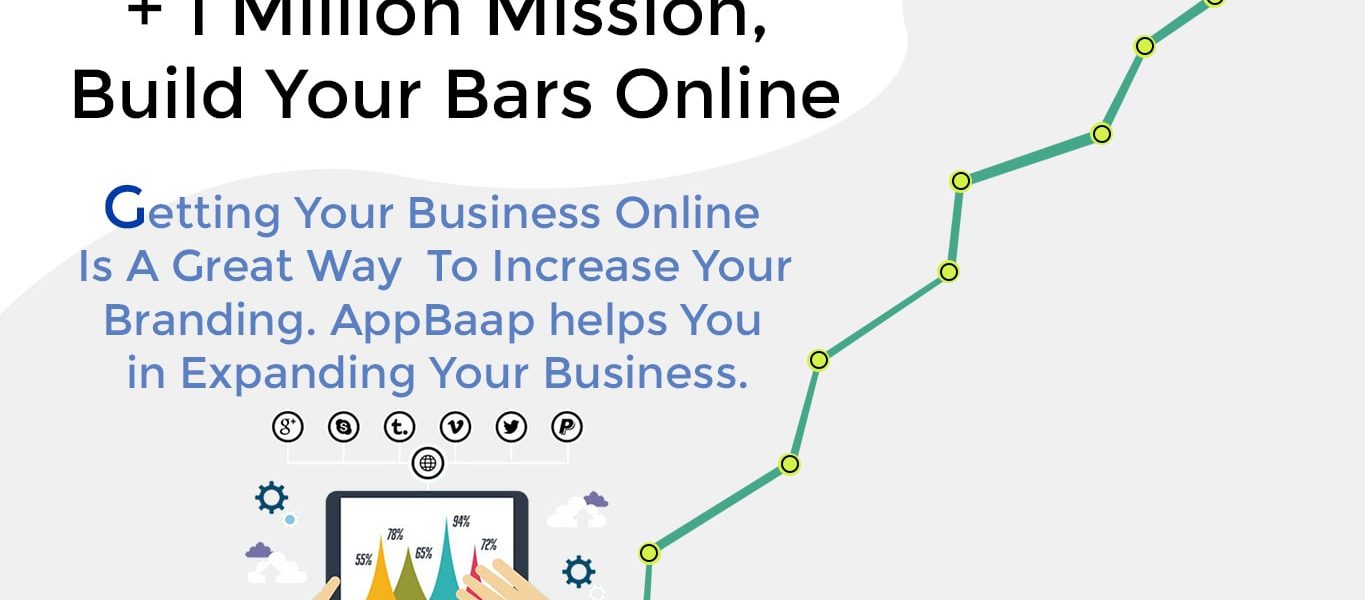 + 1 Million Mission,
Build Your Bars Online
Getting Your Business Online
Is A Great Way To Increase Your
Branding. AppBaap helps You
in Expanding Your Business.
g+ S t. v P
94%
78%
65%
72%
55%